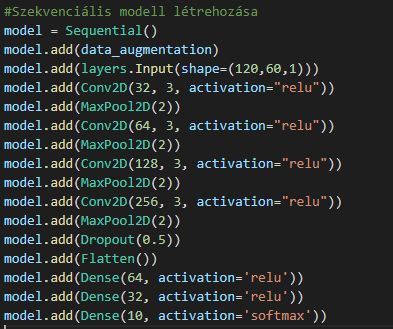 #Szekvenciális modell létrehozása
model = Sequential()
model.add(data_augmentation)
model.add(layers.Input(shape=(120,60,1)))
model.add(Conv2D(32, 3, activation="relu"))
model.add(MaxPool2D(2))
model.add(Conv2D(64, 3, activation="relu"))
model.add(MaxPool2D(2))
model.add(Conv2D(128, 3, activation="relu"))
model.add(MaxPool2D(2))
model.add(Conv2D(256, 3, activation="relu"))
model.add(MaxPool2D(2))
model.add(Dropout(0.5))
model.add(Flatten())
model.add(Dense(64, activation='relu'))
model.add(Dense(32, activation='relu'))
model.add(Dense(10, activation='softmax'))